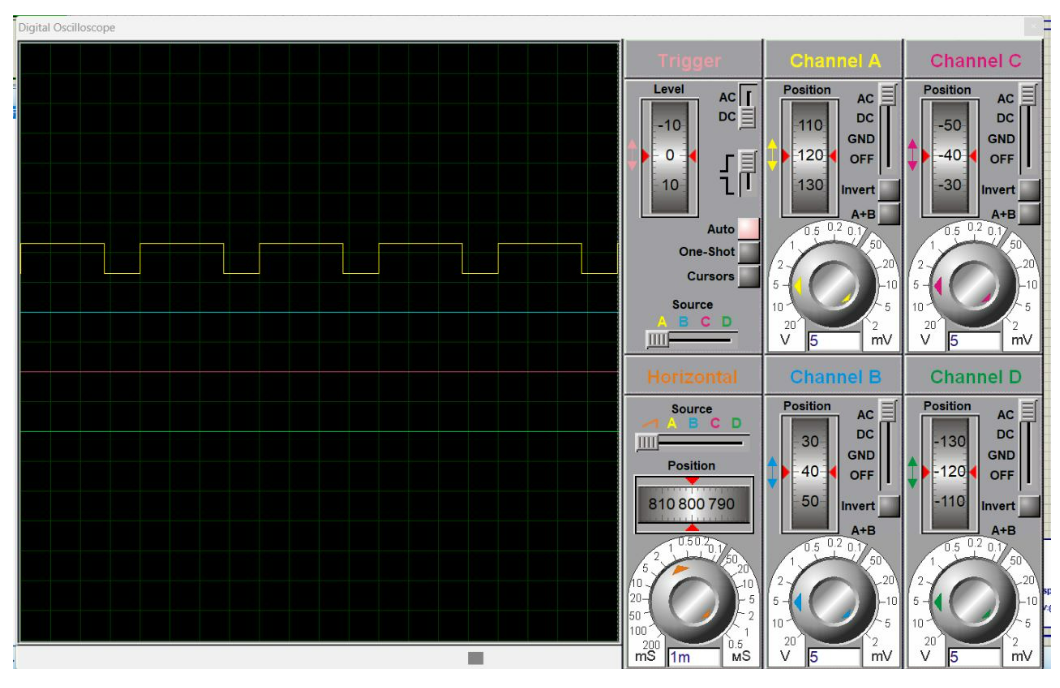 Digital Oscilloscope
Trigger
Level
-10
0
10
AC
DC
Auto
One-Shot
Cursors
Source
A B C D
Channel A
Position
110
120
130
AC
DC
GND
OFF
Invert
A+B
20 10 5 2 1 0.5 0.2 0.1 50 20 10 5 2
V 5 mV
Channel C
Position
-50
-40
-30
AC
DC
GND
OFF
Invert
A+B
20 10 5 2 1 0.5 0.2 0.1 50 20 10 5 2
V 5 mV
Horizontal
Source
A B C D
Position
810 800 790
200 100 50 20 10 5 2 1 0.5 0.2 0.1 50 20 10 5 2 1 0.5
mS 1m мS
Channel B
Position
30
40
50
AC
DC
GND
OFF
Invert
A+B
20 10 5 2 1 0.5 0.2 0.1 50 20 10 5 2
V 5 mV
Channel D
Position
-130
-120
-110
AC
DC
GND
OFF
Invert
A+B
20 10 5 2 1 0.5 0.2 0.1 50 20 10 5 2
V 5 mV